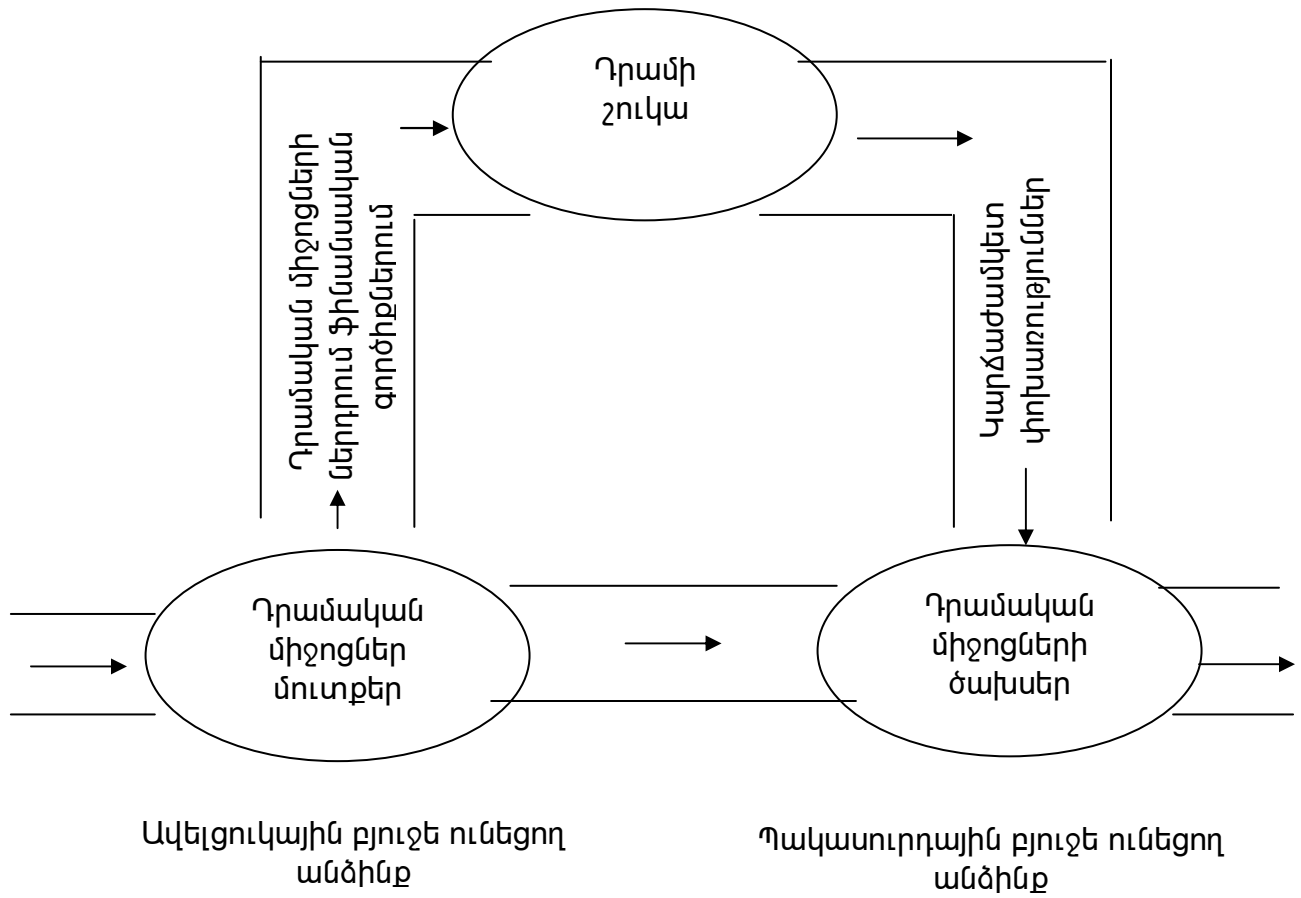 Դրամի
շուկա
Դրամական միջոցների
ներդրում ֆինանսական
գործիքներում
Կարճաժամկետ
փոխառություններ
Դրամական
միջոցներ
մուտքեր
Դրամական
միջոցների
ծախսեր
Ավելցուկային բյուջե ունեցող
անձինք
Պակասուրդային բյուջե ունեցող
անձինք